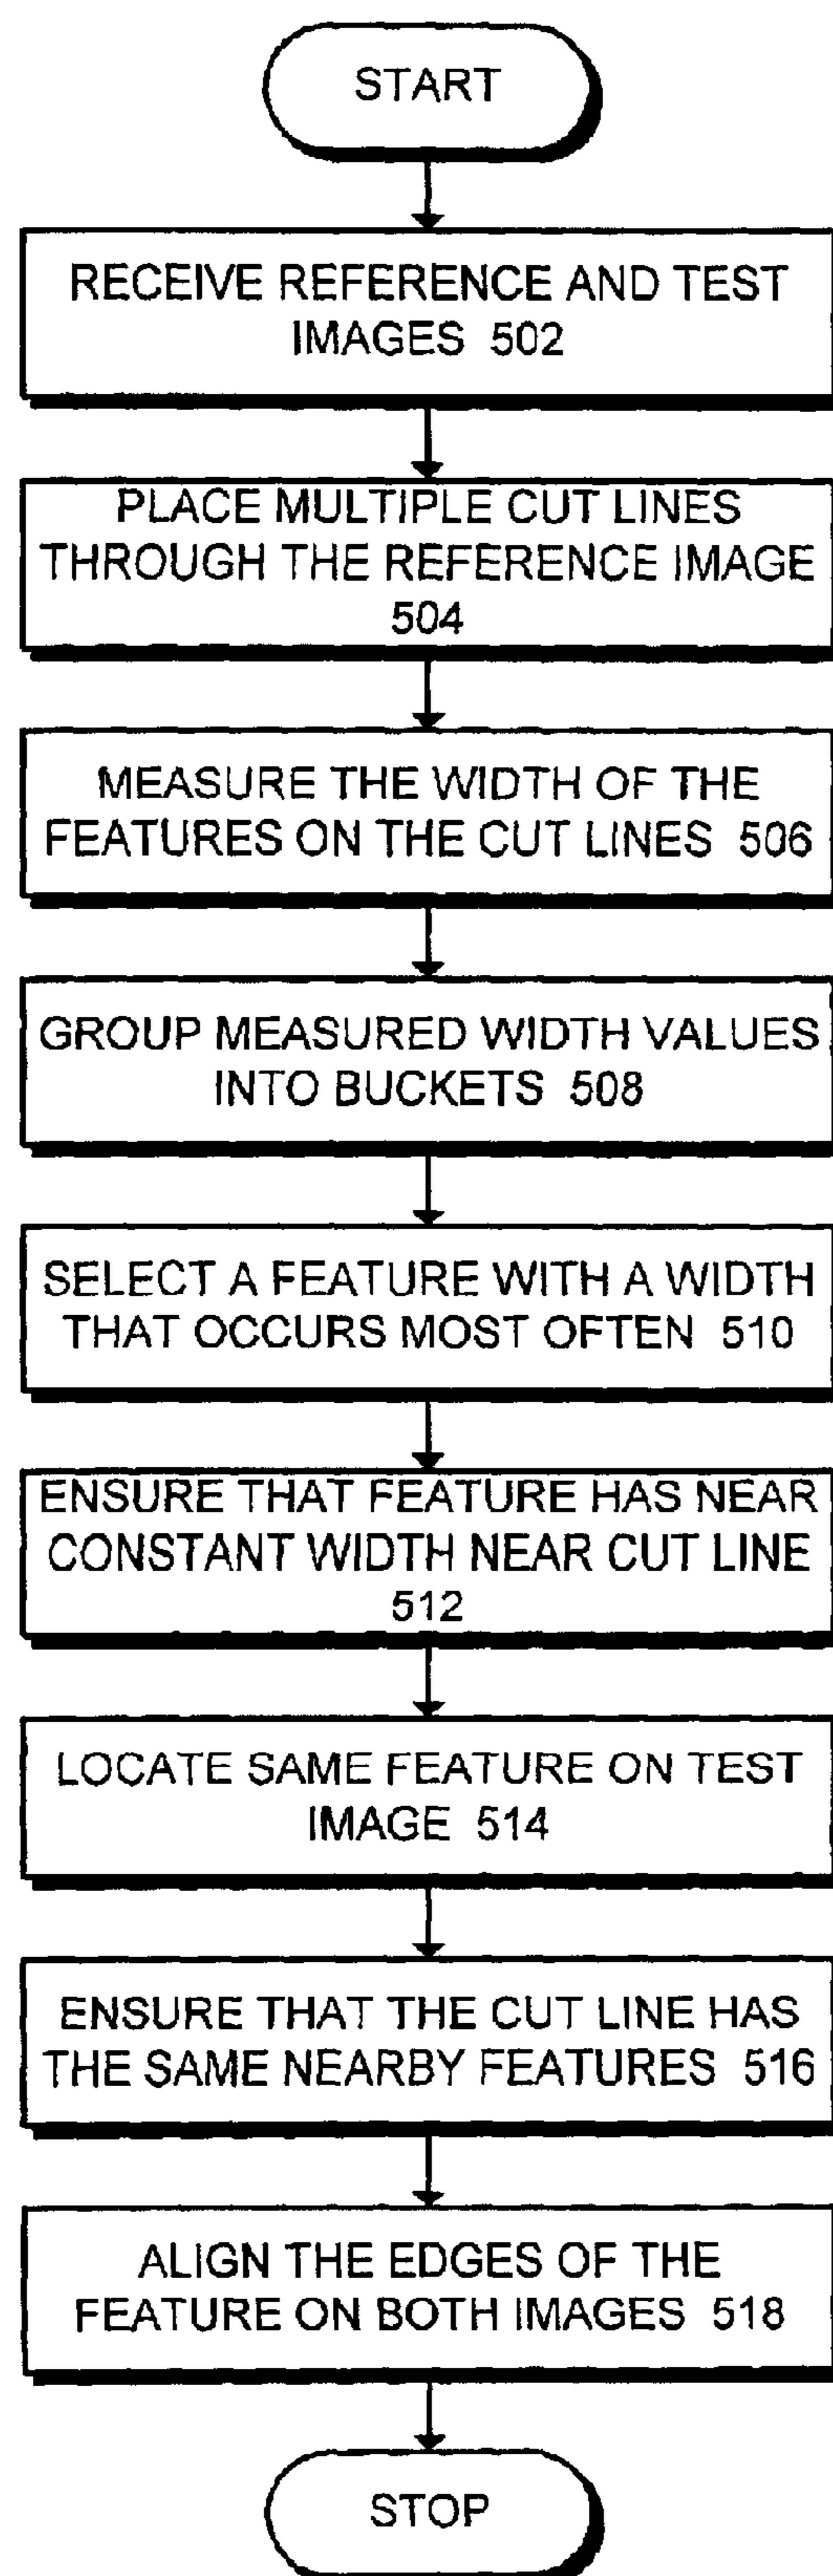 START
RECEIVE REFERENCE AND TEST
IMAGES 502
PLACE MULTIPLE CUT LINES
THROUGH THE REFERENCE IMAGE
504
MEASURE THE WIDTH OF THE
FEATURES ON THE CUT LINES 506
GROUP MEASURED WIDTH VALUES
INTO BUCKETS 508
SELECT A FEATURE WITH A WIDTH
THAT OCCURS MOST OFTEN 510
ENSURE THAT FEATURE HAS NEAR
CONSTANT WIDTH NEAR CUT LINE
512
LOCATE SAME FEATURE ON TEST
IMAGE 514
ENSURE THAT THE CUT LINE HAS
THE SAME NEARBY FEATURES 516
ALIGN THE EDGES OF THE
FEATURE ON BOTH IMAGES 518
STOP